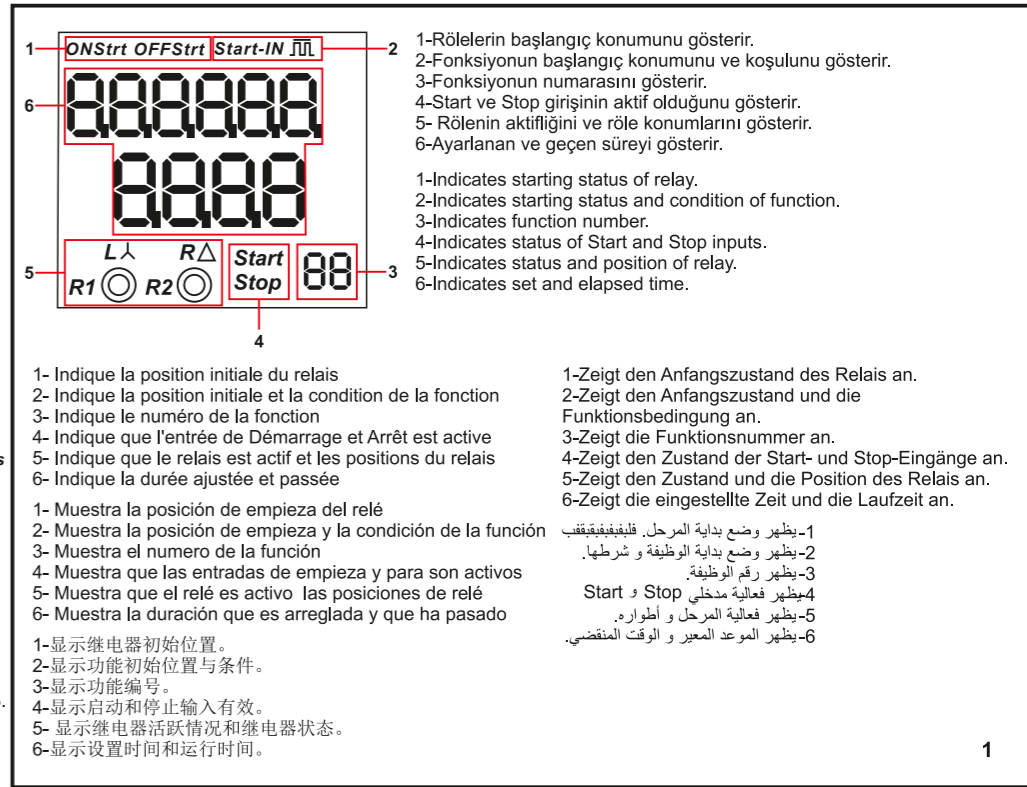 1 ONStrt OFFStrt Start-IN 2
6 888888
8888
L R
5 R1 R2 Start
Stop 88 3
4
1-Rölelerin başlangıç konumunu gösterir.
2-Fonksiyonun başlangıç konumunu ve koşulunu gösterir.
3-Fonksiyonun numarasını gösterir.
4-Start ve Stop girişinin aktif olduğunu gösterir.
5- Rölenin aktifliğini ve röle konumlarını gösterir.
6-Ayarlanan ve geçen süreyi gösterir.
1-Indicates starting status of relay.
2-Indicates starting status and condition of function.
3-Indicates function number.
4-Indicates status of Start and Stop inputs.
5-Indicates status and position of relay.
6-Indicates set and elapsed time.
1- Indique la position initiale du relais
2- Indique la position initiale et la condition de la fonction
3- Indique le numéro de la fonction
4- Indique que l'entrée de Démarrage et Arrêt est active
5- Indique que le relais est actif et les positions du relais
6- Indique la durée ajustée et passée
1- Muestra la posición de empieza del relé
2- Muestra la posición de empieza y la condición de la función
3- Muestra el numero de la función
4- Muestra que las entradas de empieza y para son activos
5- Muestra que el relé es activo las posiciones de relé
6- Muestra la duración que es arreglada y que ha pasado
1-显示继电器初始位置。
2-显示功能初始位置与条件。
3-显示功能编号。
4-显示启动和停止输入有效。
5- 显示继电器活跃情况和继电器状态。
6-显示设置时间和运行时间。
1-Zeigt den Anfangszustand des Relais an.
2-Zeigt den Anfangszustand und die
Funktionsbedingung an.
3-Zeigt die Funktionsnummer an.
4-Zeigt den Zustand der Start- und Stop-Eingänge an.
5-Zeigt den Zustand und die Position des Relais an.
6-Zeigt die eingestellte Zeit und die Laufzeit an.
1-يظهر وضع بداية المرحل.
2-يظهر وضع بداية الوظيفة و شرطها.
3-يظهر رقم الوظيفة.
4-يظهر فعالية مدخلي Stop و Start
5-يظهر فعالية المرحل و أطواره.
6-يظهر الموعد المعير و الوقت المنقضي.
s
.
1